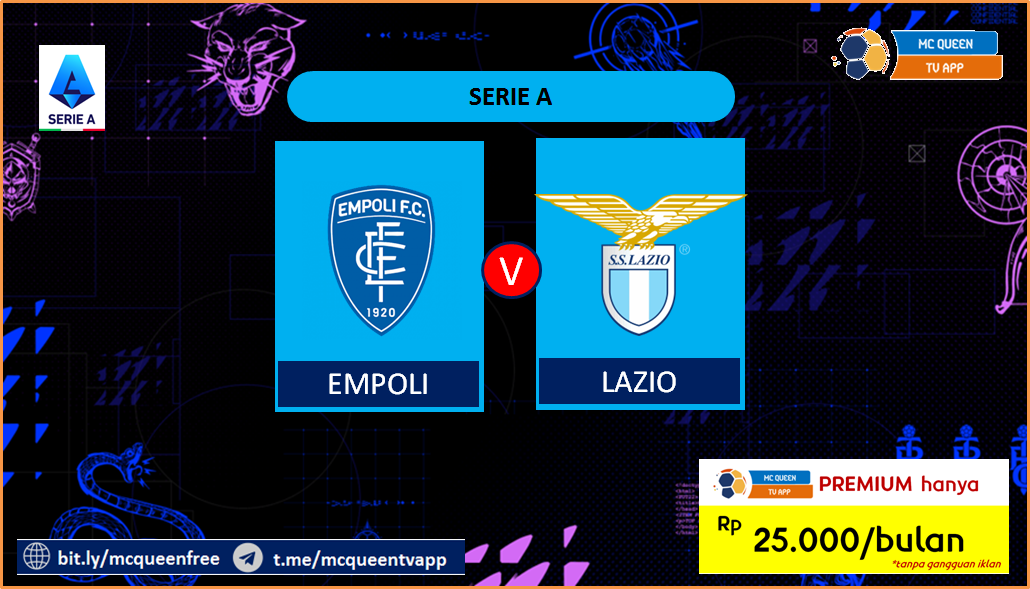 SERIE A
MC QUEEN
TV APP
SERIE A
EMPOLI F.C.
1920
V
S.S.LAZIO
®
EMPOLI
LAZIO
MC QUEEN
TV APP
PREMIUM hanya
Rp 25.000/bulan
*tanpa gangguan iklan
bit.ly/mcqueenfree
t.me/mcqueentvapp